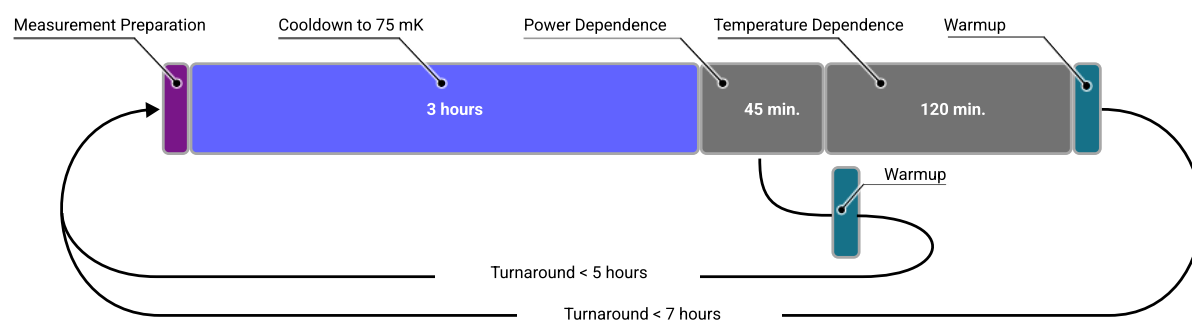 Measurement Preparation
Cooldown to 75 mK
Power Dependence
Temperature Dependence
Warmup
3 hours
45 min.
120 min.
Warmup
Turnaround < 5 hours
Turnaround < 7 hours